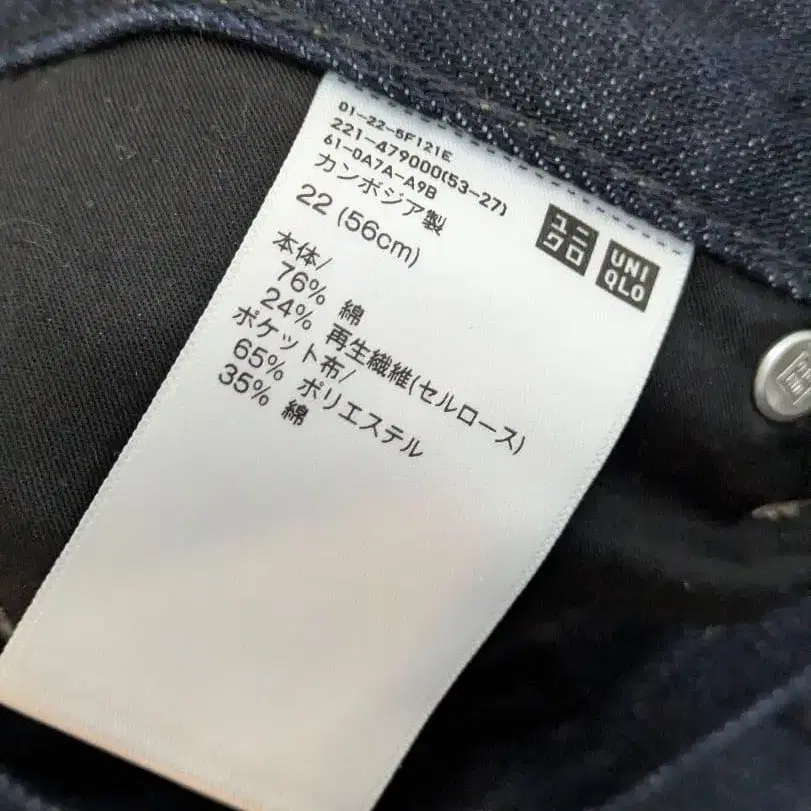 01-22-5F121E
221-479000(53-27)
61-0A7A-A9B
カンボジア製
22 (56cm)
ユニ
クロ
UNI
QLO
本体/
76% 綿
24% 再生繊維(セルロース)
ポケット布/
65% ポリエステル
35% 綿